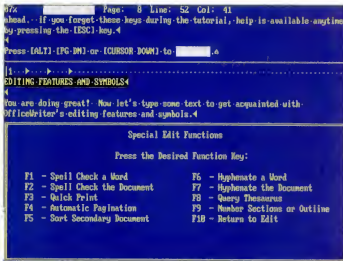 87% Page: 8 Line: 52 Col: 41
ahead. if you forget these keys during the tutorial, help is available anytime
by pressing the [ESC] key.
Press [ALT]-[PG DN] or [CURSOR DOWN] to
EDITING FEATURES AND SYMBOLS
You are doing great! Now let's type some text to get acquainted with
OfficeWriter's editing features and symbols.
Special Edit Functions
Press the Desired Function Key:
F1 - Spell Check a Word
F2 - Spell Check the Document
F3 - Quick Print
F4 - Automatic Pagination
F5 - Sort Secondary Document
F6 - Hyphenate a Word
F7 - Hyphenate the Document
F8 - Query Thesaurus
F9 - Number Sections or Outline
F10 - Return to Edit